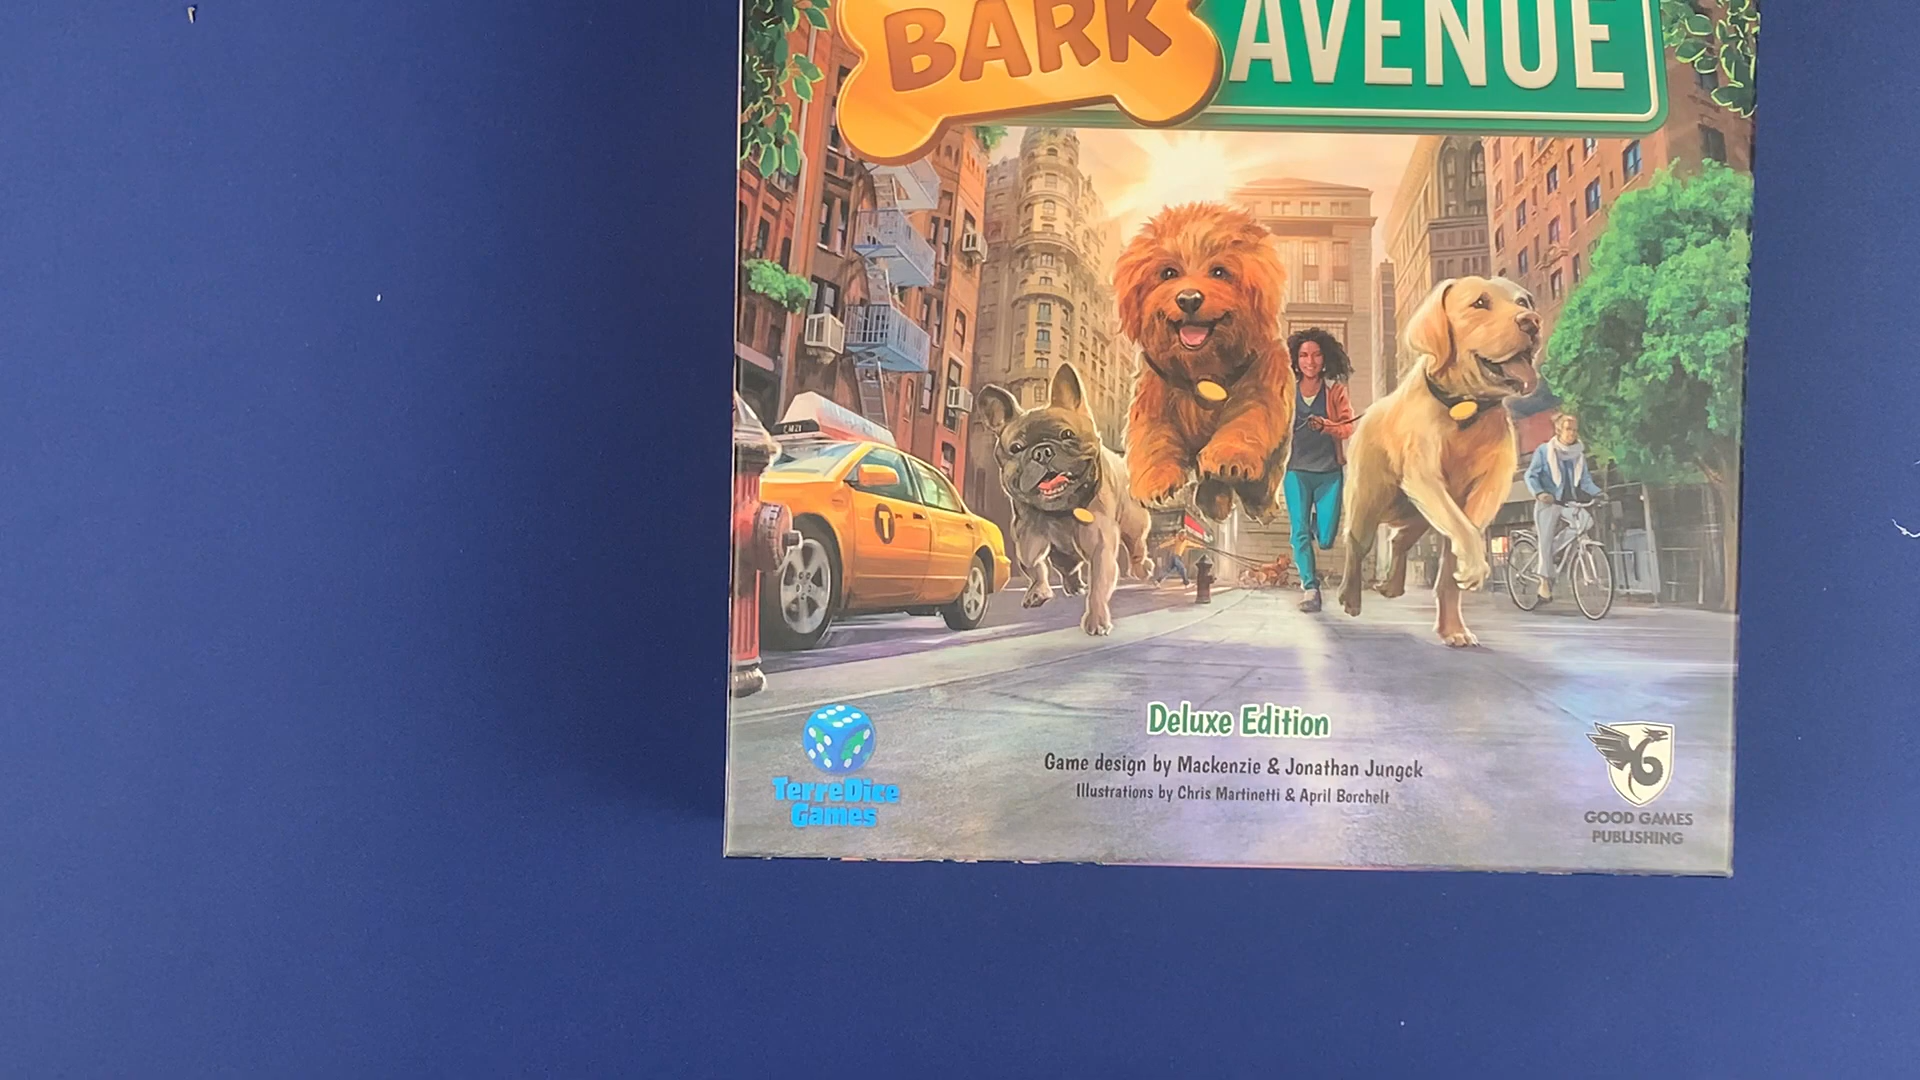 BARK AVENUE
T
Deluxe Edition
Game design by Mackenzie & Jonathan Jungck
Illustrations by Chris Martinetti & April Borchelt
TerreDice
Games
GOOD GAMES
PUBLISHING